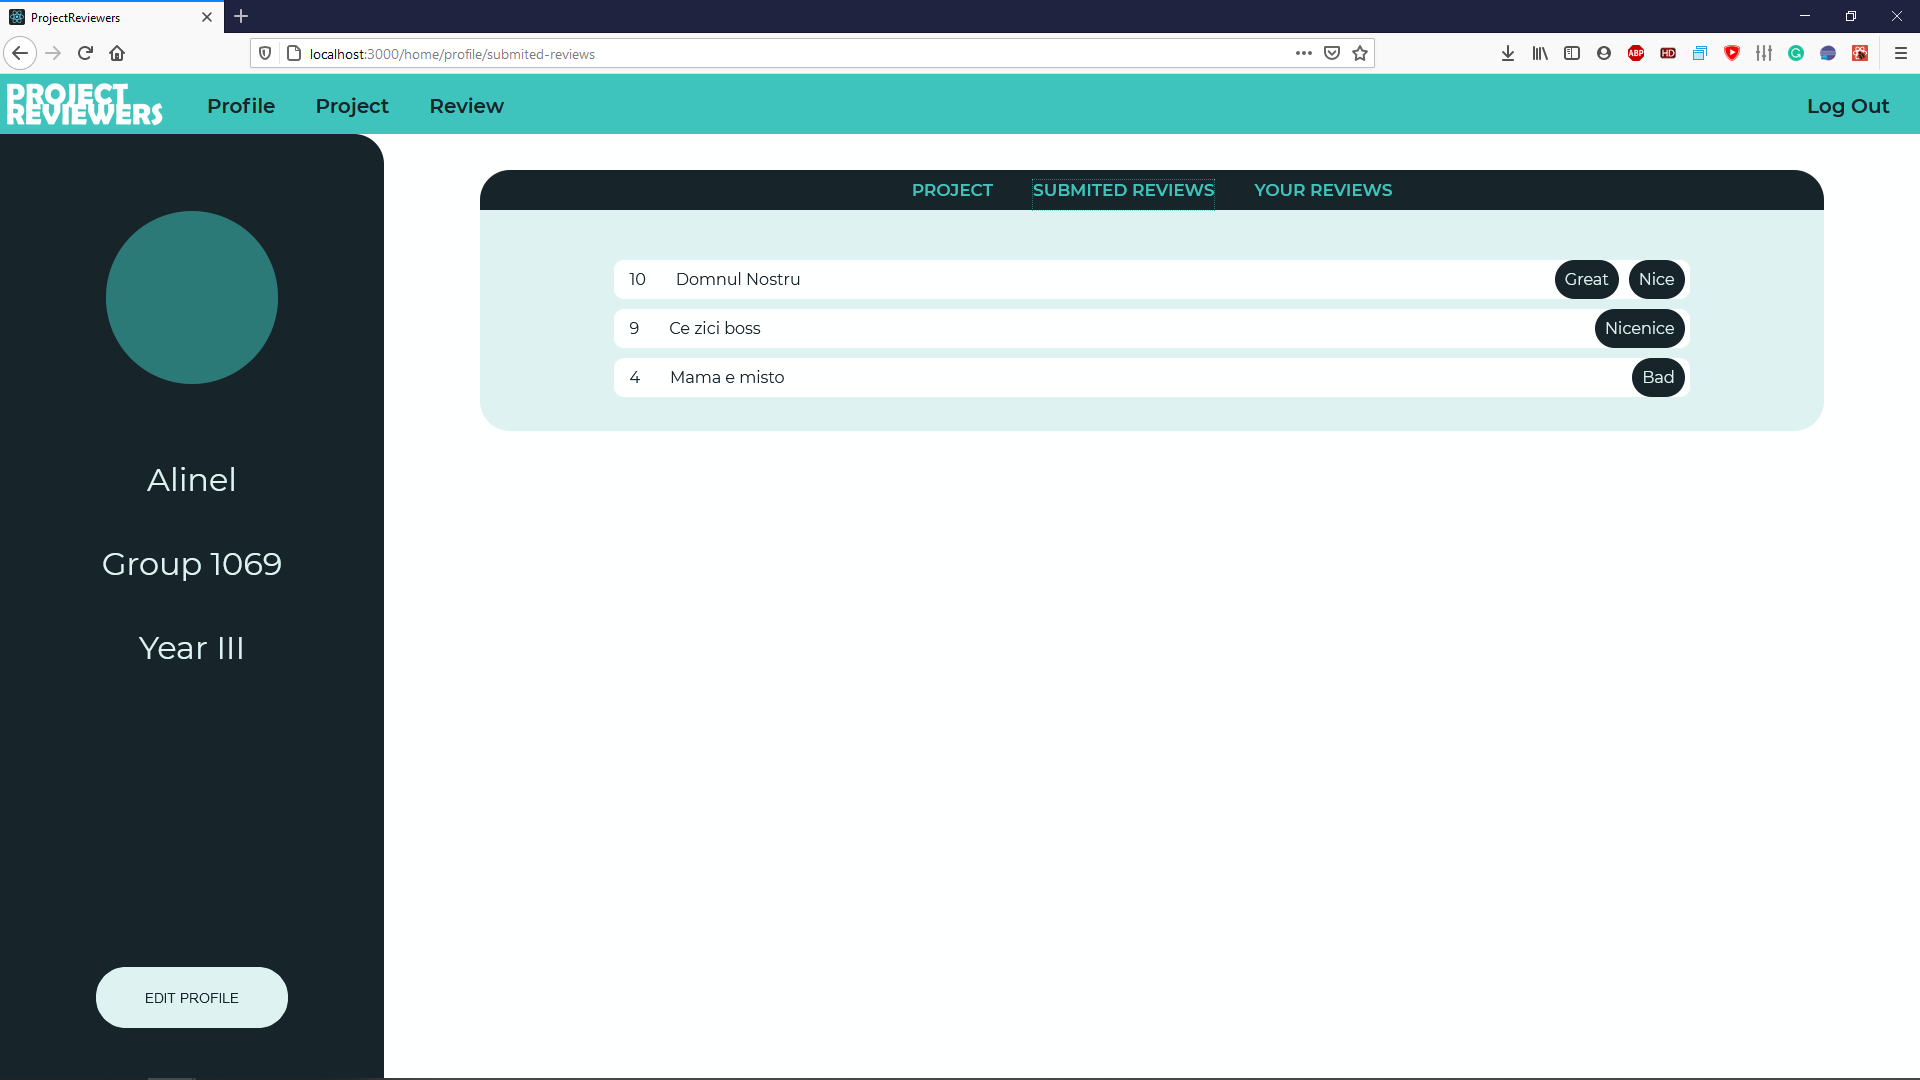 ProjectReviewers
localhost:3000/home/profile/submited-reviews
ABP
HD
PROJECT
REVIEWERS
Profile
Project
Review
Log Out
PROJECT
SUBMITED REVIEWS
YOUR REVIEWS
10 Domnul Nostru Great Nice
9 Ce zici boss Nicenice
4 Mama e misto Bad
Alinel
Group 1069
Year III
EDIT PROFILE